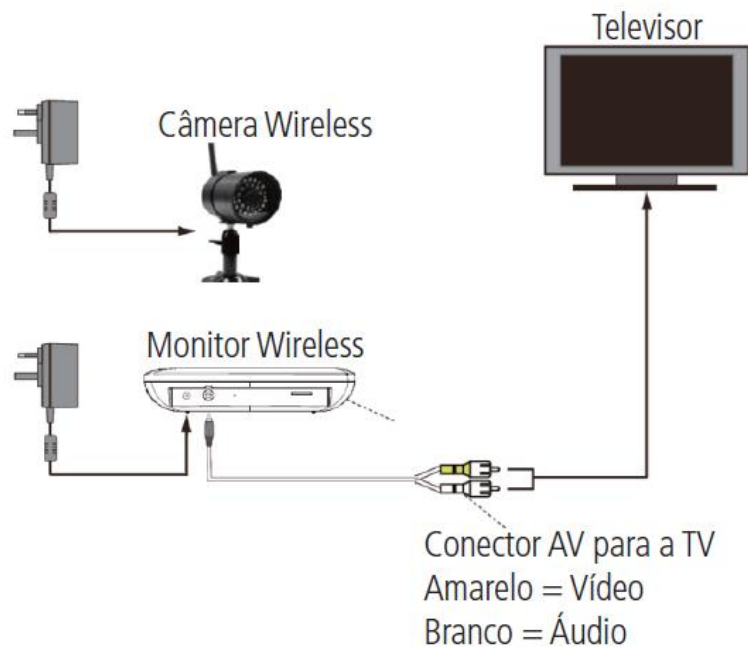 Televisor
Câmera Wireless
Monitor Wireless
Conector AV para a TV
Amarelo = Vídeo
Branco = Áudio